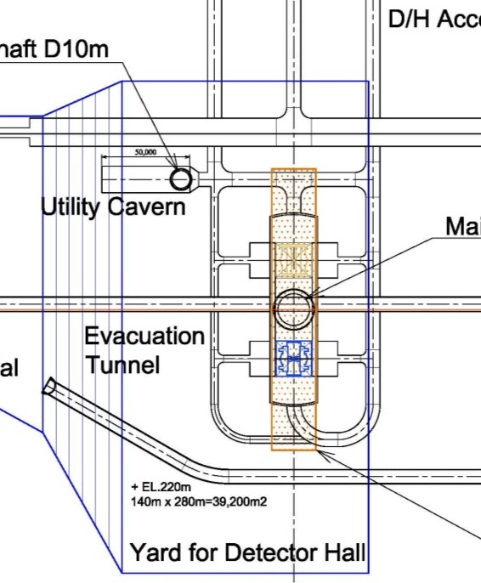 D/H Acc
haft D10m
50,000
Utility Cavern
Mai
Evacuation
Tunnel
al
+ EL.220m
140m x 280m=39,200m2
Yard for Detector Hall